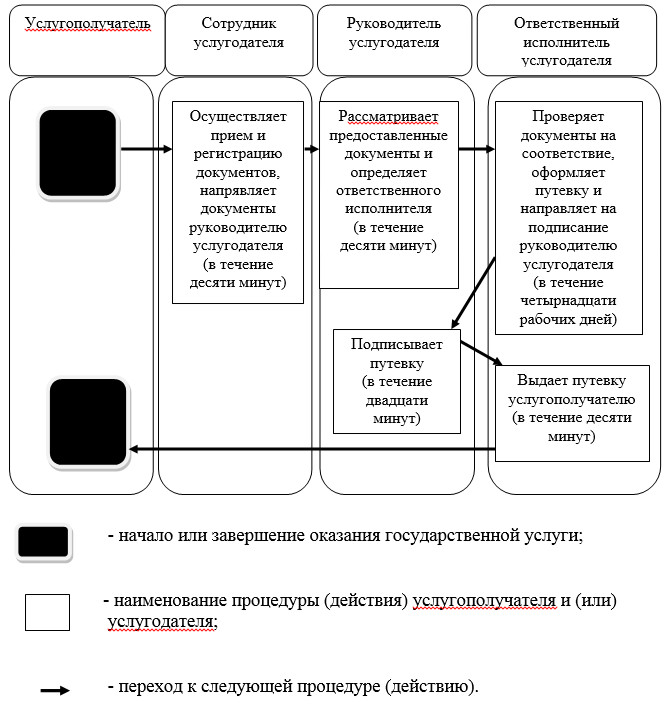 Услугополучатель
Сотрудник
услугодателя
Руководитель
услугодателя
Ответственный
исполнитель
услугодателя
Осуществляет
прием и
регистрацию
документов,
напрявляет
документы
руководителю
услугодателя
(в течение
десяти минут)
Рассматривает
предоставленные
документы и
определяет
ответственного
исполнителя
(в течение
десяти минут)
Проверяет
документы на
соответствие,
оформляет
путевку и
направляет на
подписание
руководителю
услугодателя
(в течение
четырнадцати
рабочих дней)
Подписывает
путевку
(в течение
двадцати
минут)
Выдает путевку
услугополучателю
(в течение десяти
минут)
- начало или завершение оказания государственной услуги;
- наименование процедуры (действия) услугополучателя и (или)
услугодателя;
- переход к следующей процедуре (действию).